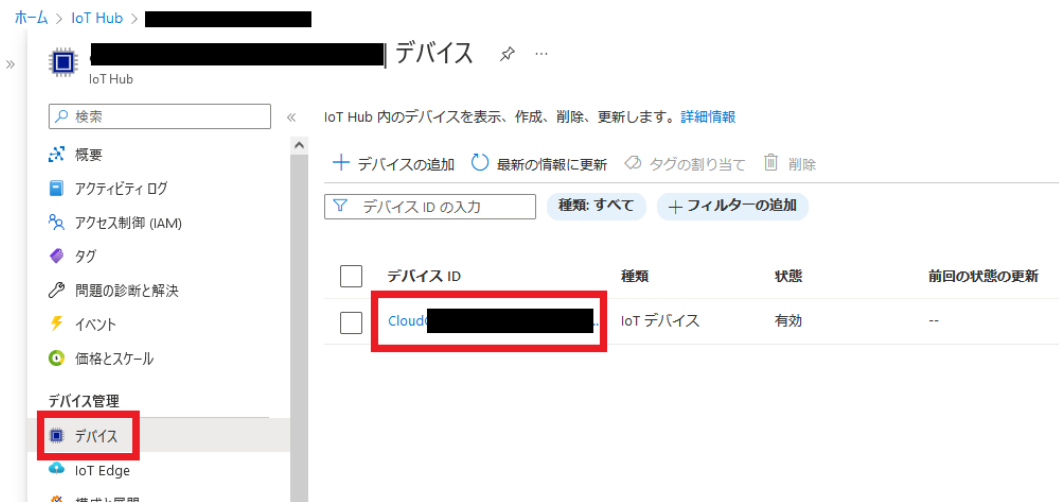 ホーム > IoT Hub >
デバイス
IoT Hub
検索
IoT Hub 内のデバイスを表示、作成、削除、更新します。詳細情報
概要
デバイスの追加 最新の情報に更新 タグの割り当て 削除
アクティビティ ログ
デバイス ID の入力 種類: すべて フィルターの追加
アクセス制御 (IAM)
タグ
デバイス ID 種類 状態 前回の状態の更新
問題の診断と解決
イベント
Cloud ... IoT デバイス 有効 --
価格とスケール
デバイス管理
デバイス
IoT Edge
構成と展開